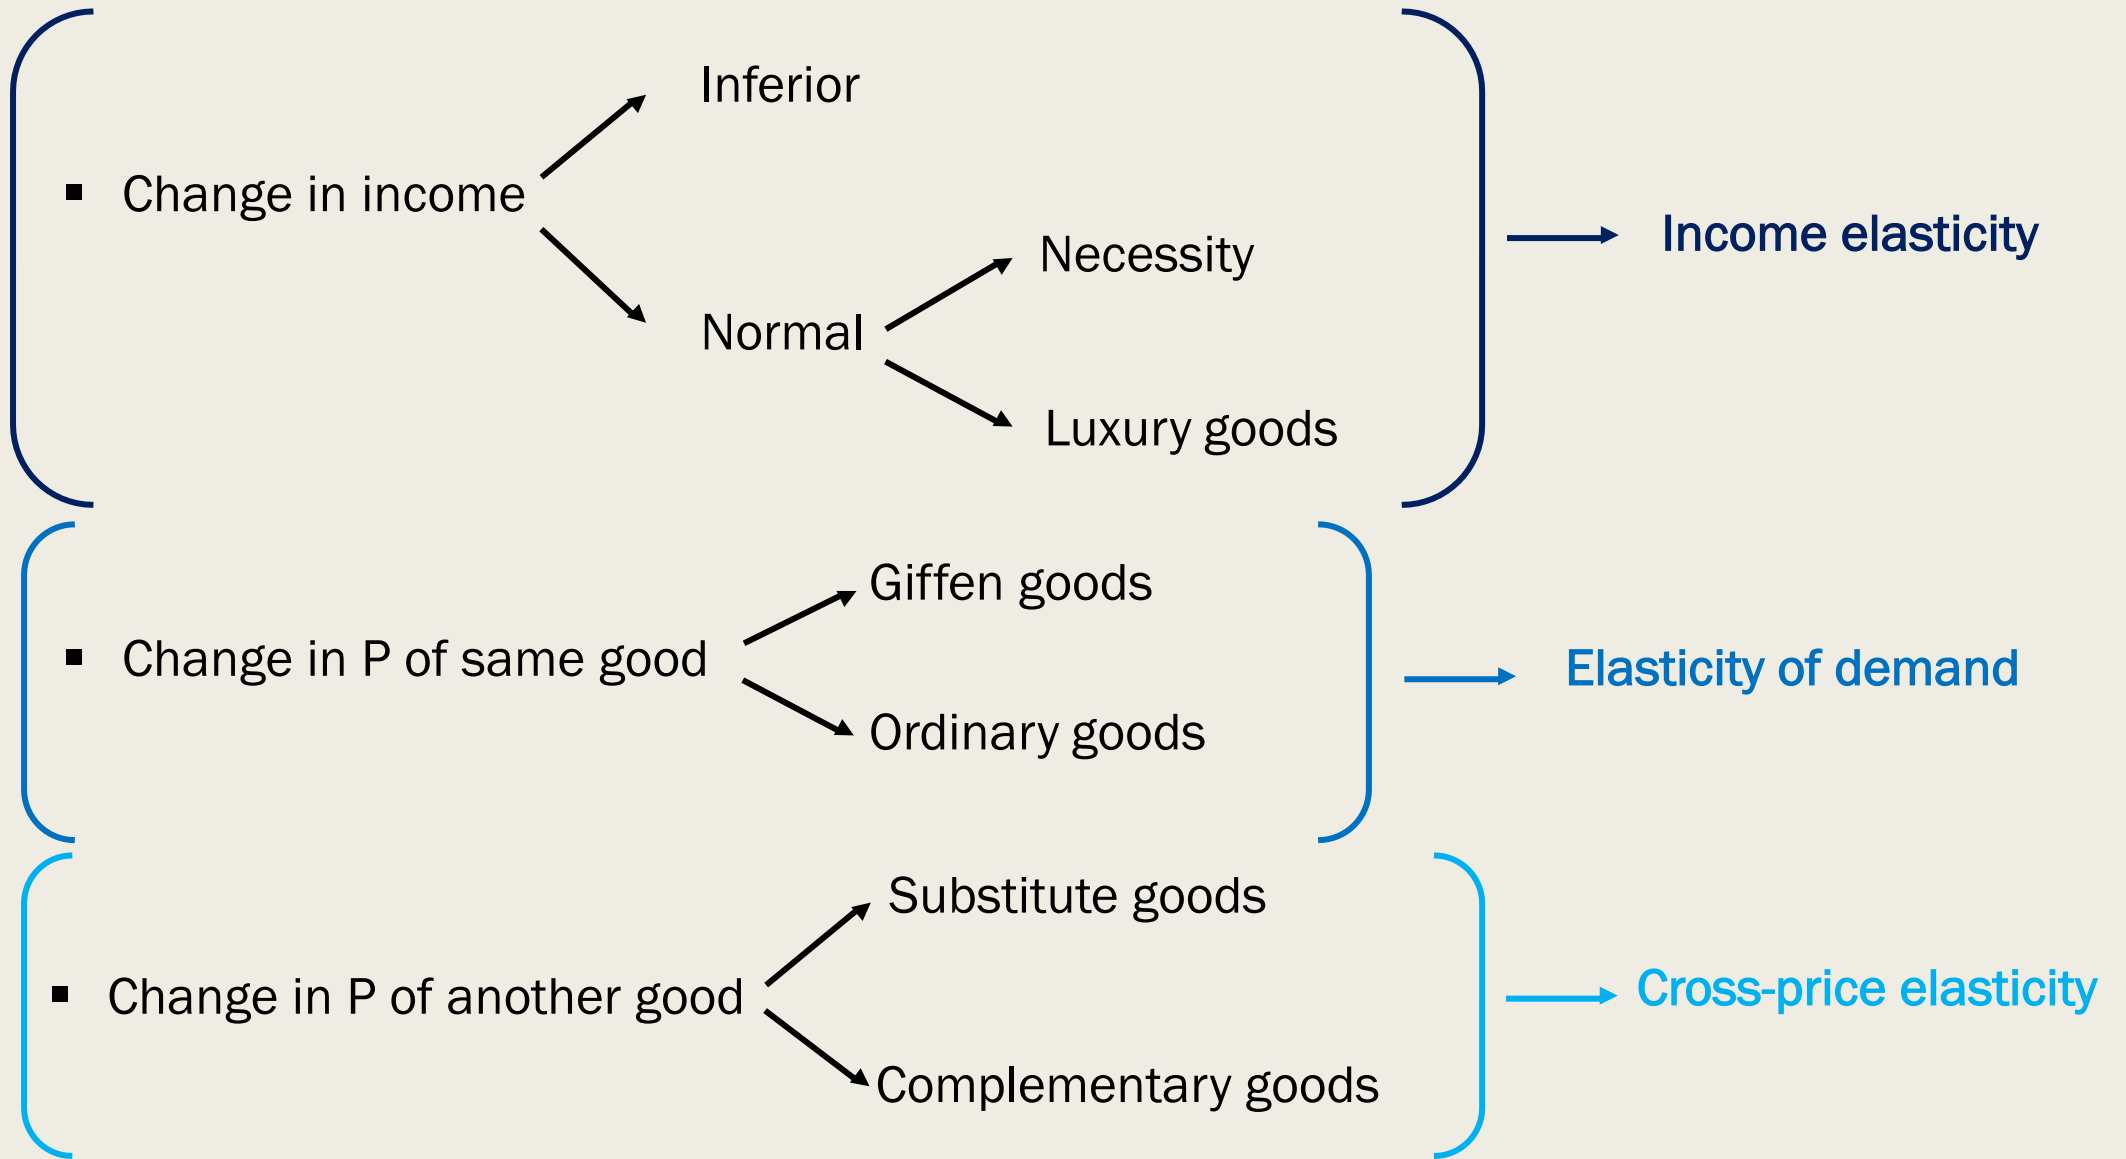 Inferior
▪ Change in income
Necessity
Income elasticity
Normal
Luxury goods
Giffen goods
▪ Change in P of same good
Elasticity of demand
Ordinary goods
Substitute goods
▪ Change in P of another good
Cross-price elasticity
Complementary goods